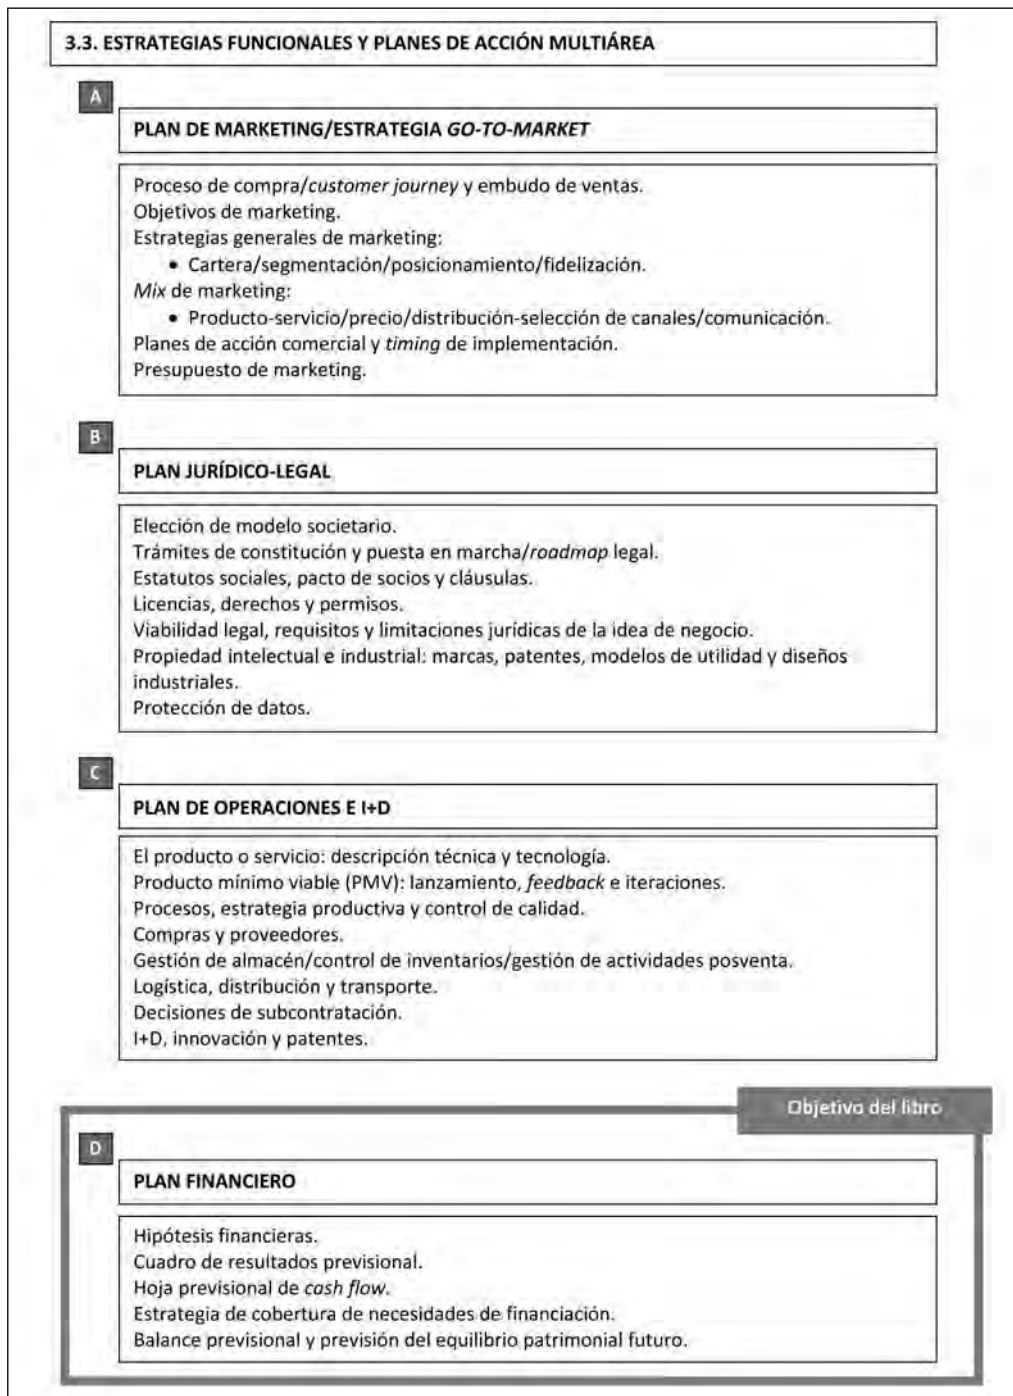 3.3. ESTRATEGIAS FUNCIONALES Y PLANES DE ACCIÓN MULTIÁREA
A
PLAN DE MARKETING/ESTRATEGIA GO-TO-MARKET
Proceso de compra/customer journey y embudo de ventas.
Objetivos de marketing.
Estrategias generales de marketing:
• Cartera/segmentación/posicionamiento/fidelización.
Mix de marketing:
• Producto-servicio/precio/distribución-selección de canales/comunicación.
Planes de acción comercial y timing de implementación.
Presupuesto de marketing.
B
PLAN JURÍDICO-LEGAL
Elección de modelo societario.
Trámites de constitución y puesta en marcha/roadmap legal.
Estatutos sociales, pacto de socios y cláusulas.
Licencias, derechos y permisos.
Viabilidad legal, requisitos y limitaciones jurídicas de la idea de negocio.
Propiedad intelectual e industrial: marcas, patentes, modelos de utilidad y diseños
industriales.
Protección de datos.
C
PLAN DE OPERACIONES E I+D
El producto o servicio: descripción técnica y tecnología.
Producto mínimo viable (PMV): lanzamiento, feedback e iteraciones.
Procesos, estrategia productiva y control de calidad.
Compras y proveedores.
Gestión de almacén/control de inventarios/gestión de actividades posventa.
Logística, distribución y transporte.
Decisiones de subcontratación.
I+D, innovación y patentes.
Objetivo del libro
D
PLAN FINANCIERO
Hipótesis financieras.
Cuadro de resultados previsional.
Hoja previsional de cash flow.
Estrategia de cobertura de necesidades de financiación.
Balance previsional y previsión del equilibrio patrimonial futuro.